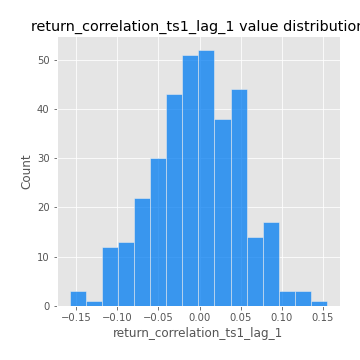 return_correlation_ts1_lag_1 value distribution
50
40
30
20
10
0
Count
−0.15 −0.10 −0.05 0.00 0.05 0.10 0.15
return_correlation_ts1_lag_1